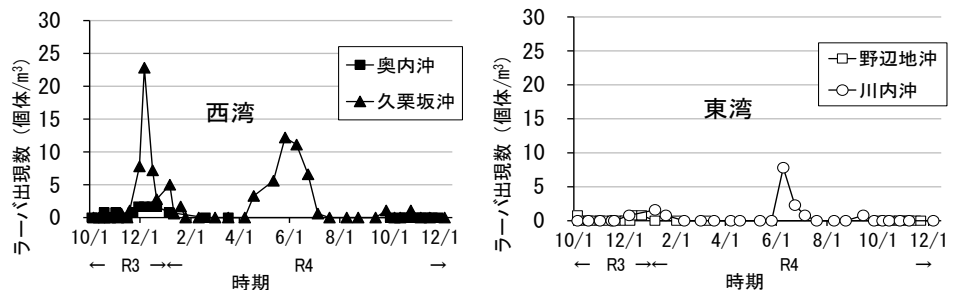 ラーバ出現数（個体/m³）
30
25
20
15
10
5
0
西湾
奥内沖
久栗坂沖
10/1 12/1 2/1 4/1 6/1 8/1 10/1 12/1
← R3 →← R4 →
時期
ラーバ出現数（個体/m³）
30
25
20
15
10
5
0
東湾
野辺地沖
川内沖
10/1 12/1 2/1 4/1 6/1 8/1 10/1 12/1
← R3 →← R4 →
時期